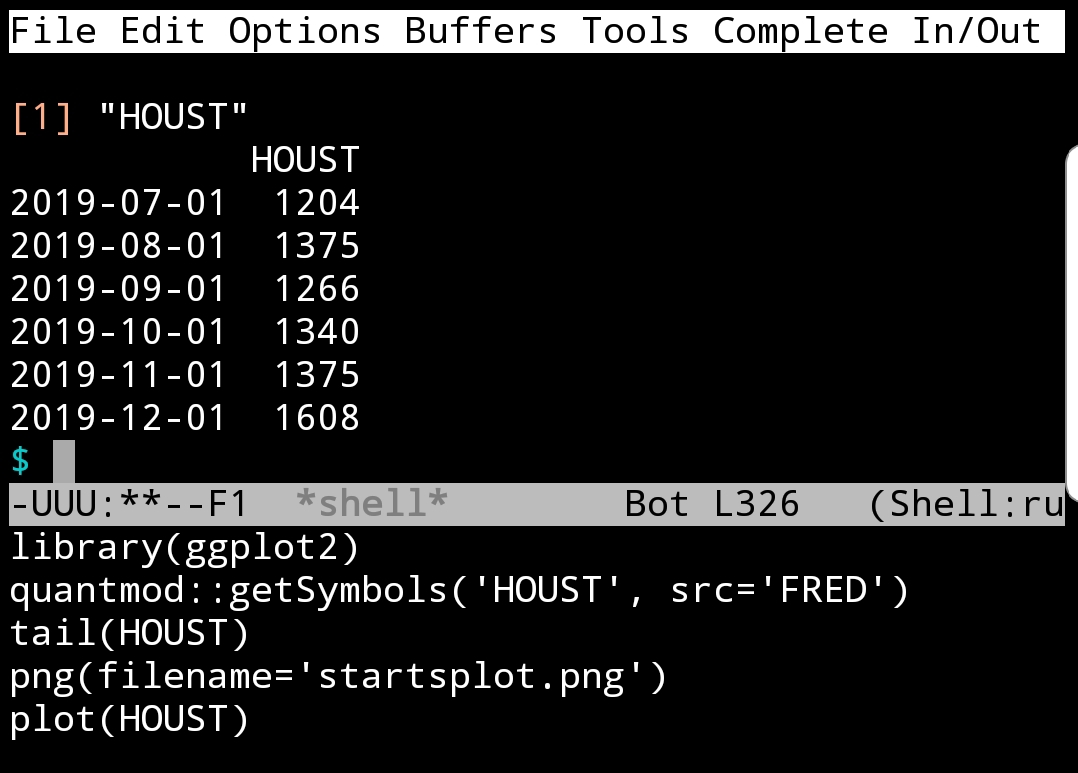 File Edit Options Buffers Tools Complete In/Out
[1] "HOUST"
HOUST
2019-07-01 1204
2019-08-01 1375
2019-09-01 1266
2019-10-01 1340
2019-11-01 1375
2019-12-01 1608
$
-UUU:**--F1 *shell* Bot L326 (Shell:ru
library(ggplot2)
quantmod::getSymbols('HOUST', src='FRED')
tail(HOUST)
png(filename='startsplot.png')
plot(HOUST)